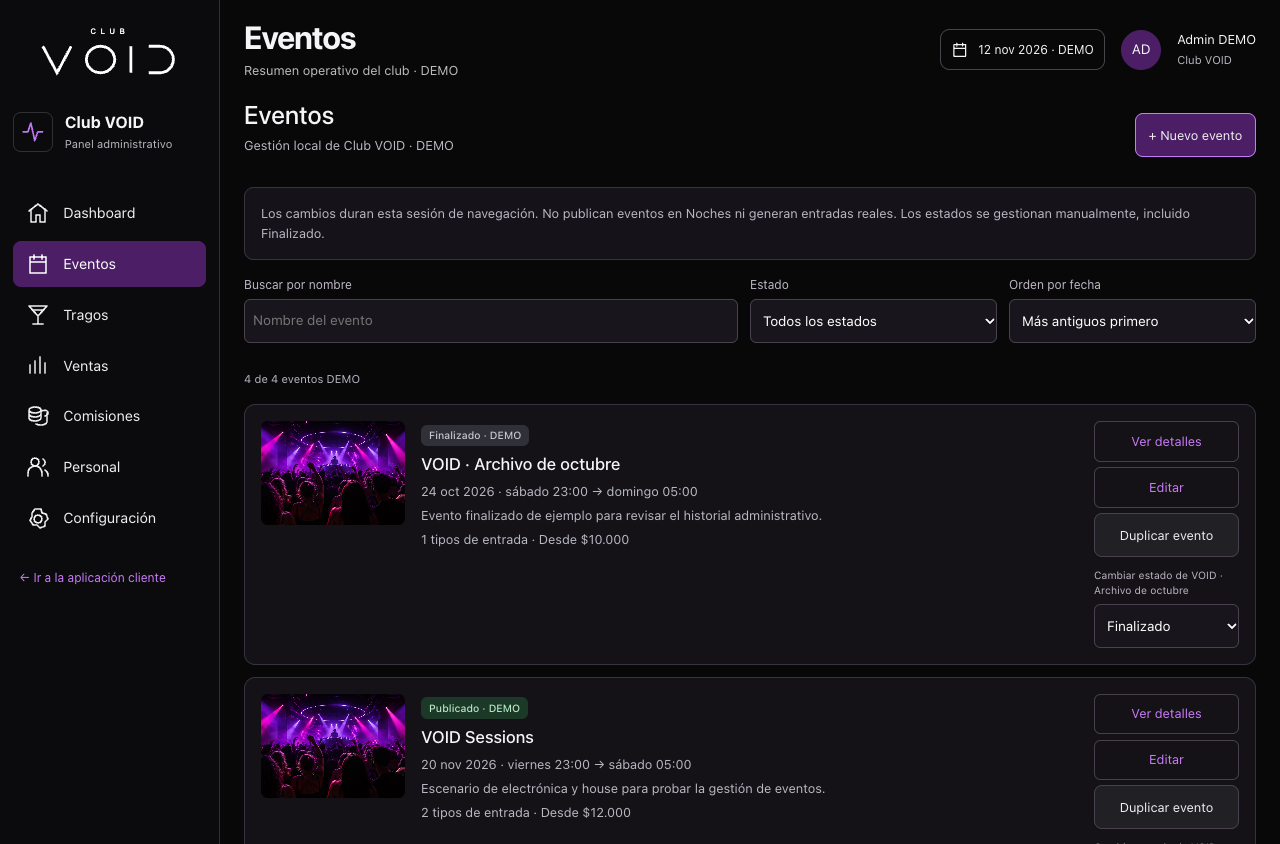 CLUB
VOID
Club VOID
Panel administrativo
Dashboard
Eventos
Tragos
Ventas
Comisiones
Personal
Configuración
← Ir a la aplicación cliente
Eventos
Resumen operativo del club · DEMO
12 nov 2026 · DEMO
AD
Admin DEMO
Club VOID
Eventos
Gestión local de Club VOID · DEMO
+ Nuevo evento
Los cambios duran esta sesión de navegación. No publican eventos en Noches ni generan entradas reales. Los estados se gestionan manualmente, incluido
Finalizado.
Buscar por nombre
Nombre del evento
Estado
Todos los estados
Orden por fecha
Más antiguos primero
4 de 4 eventos DEMO
Finalizado · DEMO
VOID · Archivo de octubre
24 oct 2026 · sábado 23:00 → domingo 05:00
Evento finalizado de ejemplo para revisar el historial administrativo.
1 tipos de entrada · Desde $10.000
Ver detalles
Editar
Duplicar evento
Cambiar estado de VOID ·
Archivo de octubre
Finalizado
Publicado · DEMO
VOID Sessions
20 nov 2026 · viernes 23:00 → sábado 05:00
Escenario de electrónica y house para probar la gestión de eventos.
2 tipos de entrada · Desde $12.000
Ver detalles
Editar
Duplicar evento